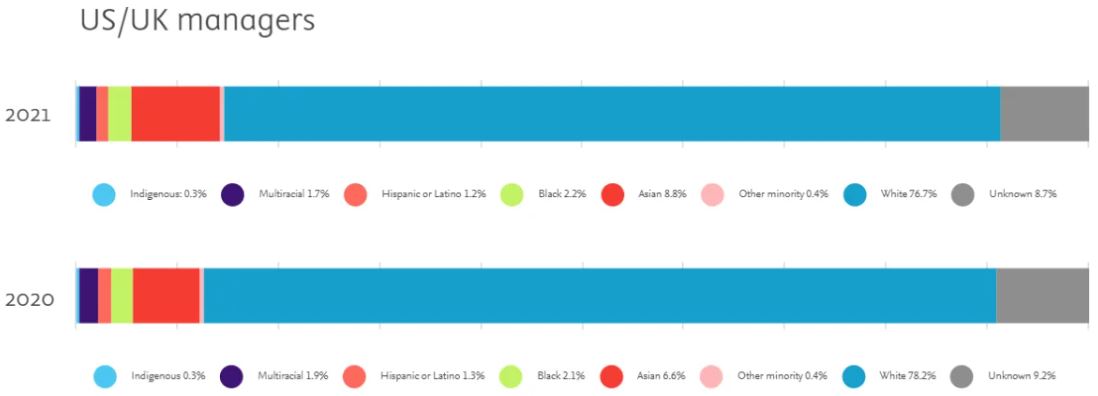 US/UK managers
2021
Indigenous: 0.3% Multiracial 1.7% Hispanic or Latino 1.2% Black 2.2% Asian 8.8% Other minority 0.4% White 76.7% Unknown 8.7%
2020
Indigenous 0.3% Multiracial 1.9% Hispanic or Latino 1.3% Black 2.1% Asian 6.6% Other minority 0.4% White 78.2% Unknown 9.2%